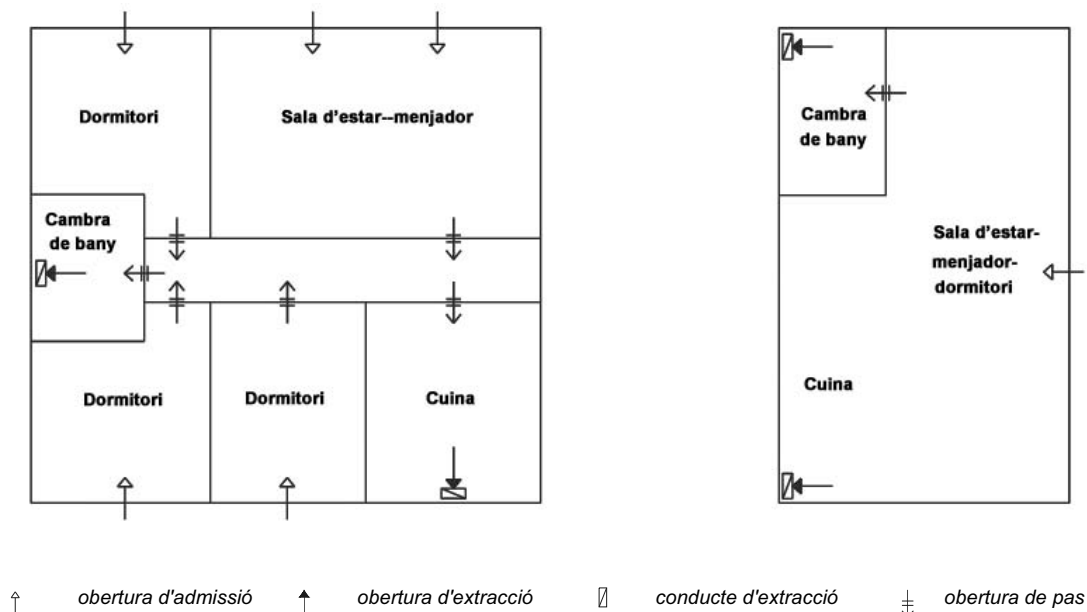 Dormitori
Sala d'estar--menjador
Cambra
de bany
Dormitori
Dormitori
Cuina
Cambra
de bany
Sala d'estar-
menjador-
dormitori
Cuina
obertura d'admissió
obertura d'extracció
conducte d'extracció
obertura de pas